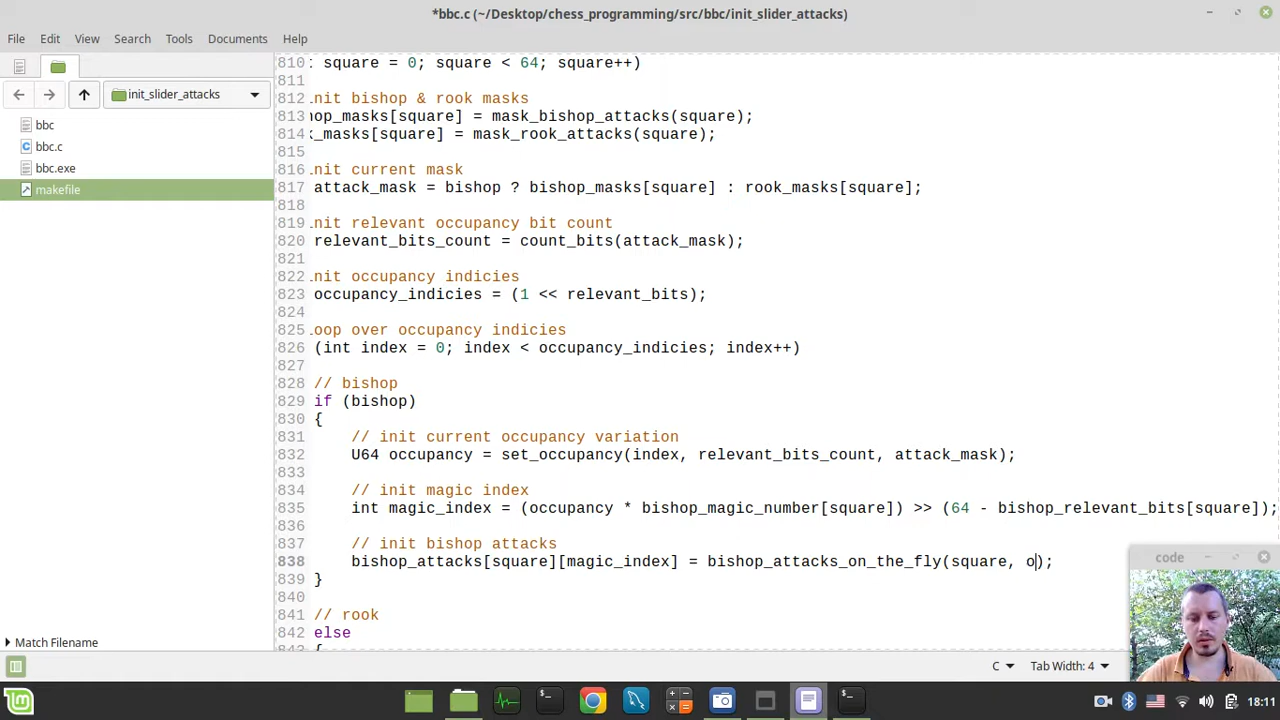 *bbc.c (~/Desktop/chess_programming/src/bbc/init_slider_attacks)
File Edit View Search Tools Documents Help
init_slider_attacks
bbc
bbc.c
bbc.exe
makefile
Match Filename
810 square = 0; square < 64; square++)
811
812 nit bishop & rook masks
813 hop_masks[square] = mask_bishop_attacks(square);
814 k_masks[square] = mask_rook_attacks(square);
815
816 nit current mask
817 attack_mask = bishop ? bishop_masks[square] : rook_masks[square];
818
819 nit relevant occupancy bit count
820 relevant_bits_count = count_bits(attack_mask);
821
822 nit occupancy indicies
823 occupancy_indicies = (1 << relevant_bits);
824
825 oop over occupancy indicies
826 (int index = 0; index < occupancy_indicies; index++)
827
828 // bishop
829 if (bishop)
830 {
831 // init current occupancy variation
832 U64 occupancy = set_occupancy(index, relevant_bits_count, attack_mask);
833
834 // init magic index
835 int magic_index = (occupancy * bishop_magic_number[square]) >> (64 - bishop_relevant_bits[square]);
836
837 // init bishop attacks
838 bishop_attacks[square][magic_index] = bishop_attacks_on_the_fly(square, o);
839 }
840
841 // rook
842 else
C Tab Width: 4
code
18:11